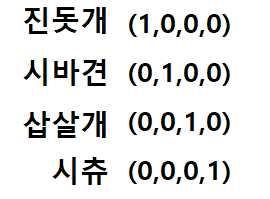 진돗개 (1,0,0,0)
시바견 (0,1,0,0)
삽살개 (0,0,1,0)
시츄 (0,0,0,1)